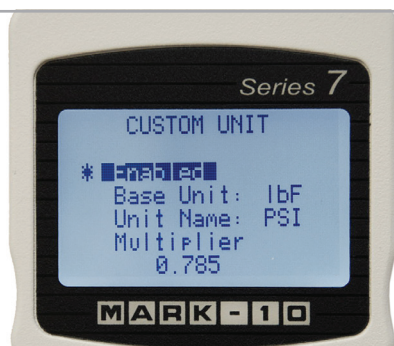 Series 7
CUSTOM UNIT
* Enabled
Base Unit: lbF
Unit Name: PSI
Multiplier
0.785
MARK-10